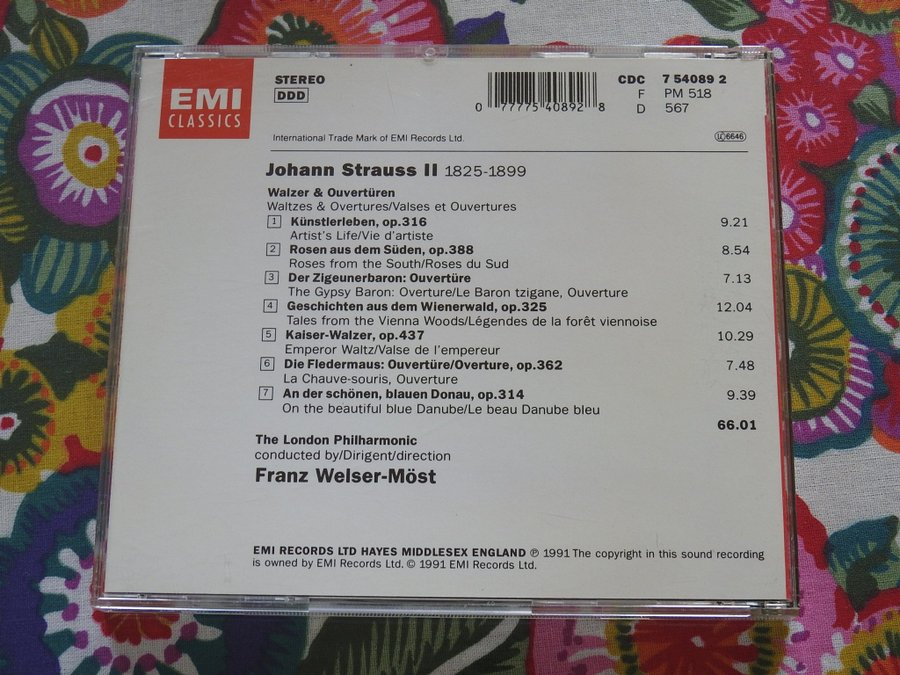 EMI
CLASSICS
STEREO
DDD
0 77775 40892 8
CDC 7 54089 2
F PM 518
D 567
International Trade Mark of EMI Records Ltd.
LC 6646
Johann Strauss II 1825-1899
Walzer & Ouvertüren
Waltzes & Overtures/Valses et Ouvertures
1 Künstlerleben, op.316 9.21
Artist's Life/Vie d'artiste
2 Rosen aus dem Süden, op.388 8.54
Roses from the South/Roses du Sud
3 Der Zigeunerbaron: Ouvertüre 7.13
The Gypsy Baron: Overture/Le Baron tzigane, Ouverture
4 Geschichten aus dem Wienerwald, op.325 12.04
Tales from the Vienna Woods/Légendes de la forêt viennoise
5 Kaiser-Walzer, op.437 10.29
Emperor Waltz/Valse de l'empereur
6 Die Fledermaus: Ouvertüre/Overture, op.362 7.48
La Chauve-souris, Ouverture
7 An der schönen, blauen Donau, op.314 9.39
On the beautiful blue Danube/Le beau Danube bleu
66.01
The London Philharmonic
conducted by/Dirigent/direction
Franz Welser-Möst
EMI RECORDS LTD HAYES MIDDLESEX ENGLAND ℗ 1991 The copyright in this sound recording
is owned by EMI Records Ltd. © 1991 EMI Records Ltd.